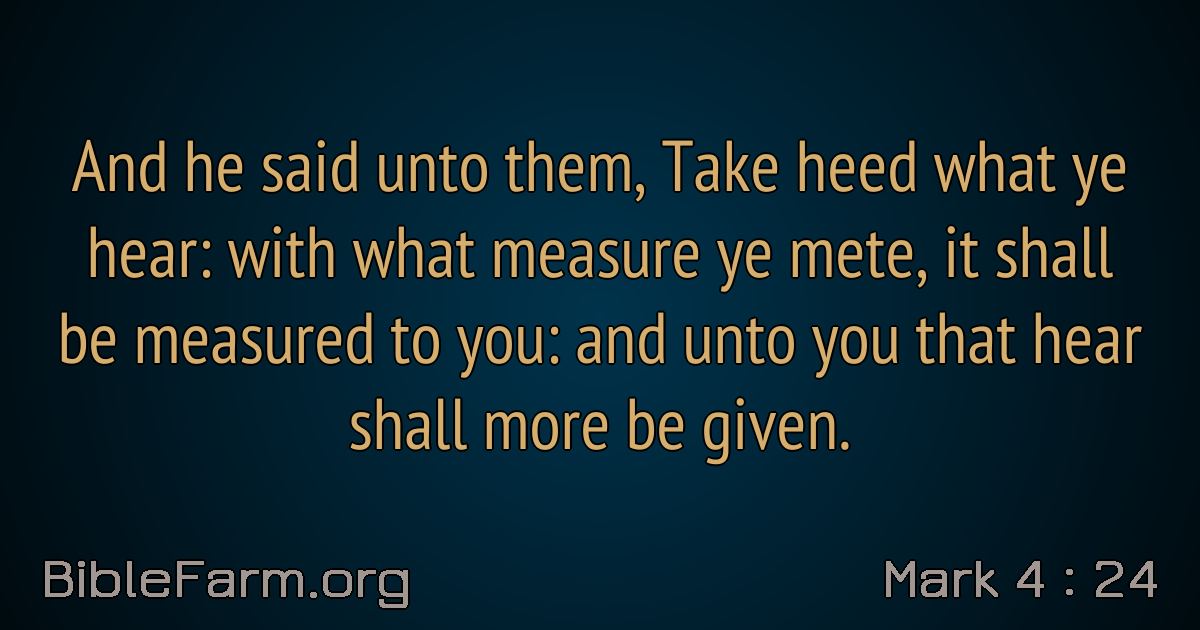 And he said unto them, Take heed what ye
hear: with what measure ye mete, it shall
be measured to you: and unto you that hear
shall more be given.
BibleFarm.org
Mark 4 : 24